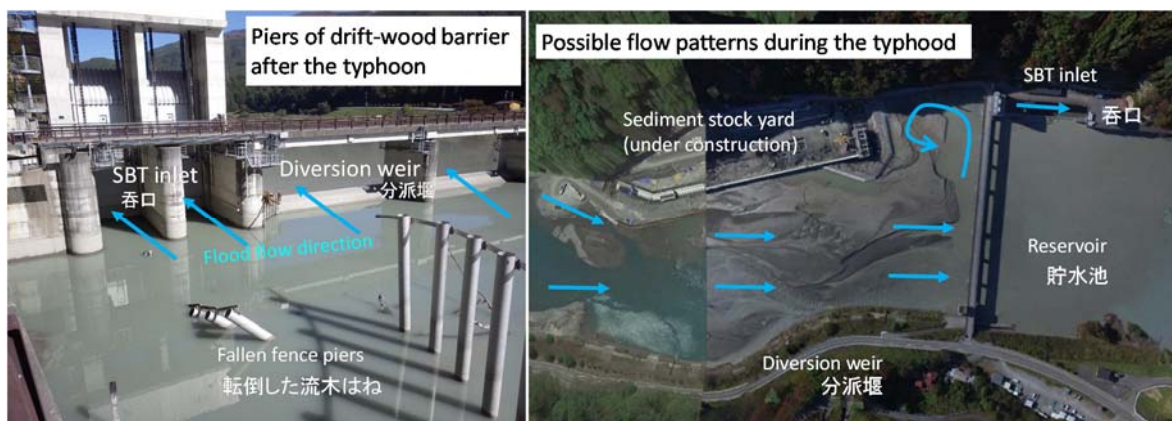 Piers of drift-wood barrier
after the typhoon
SBT inlet
呑口
Diversion weir
分派堰
Flood flow direction
Fallen fence piers
転倒した流木はね
Possible flow patterns during the typhood
SBT inlet
呑口
Sediment stock yard
(under construction)
Reservoir
貯水池
Diversion weir
分派堰